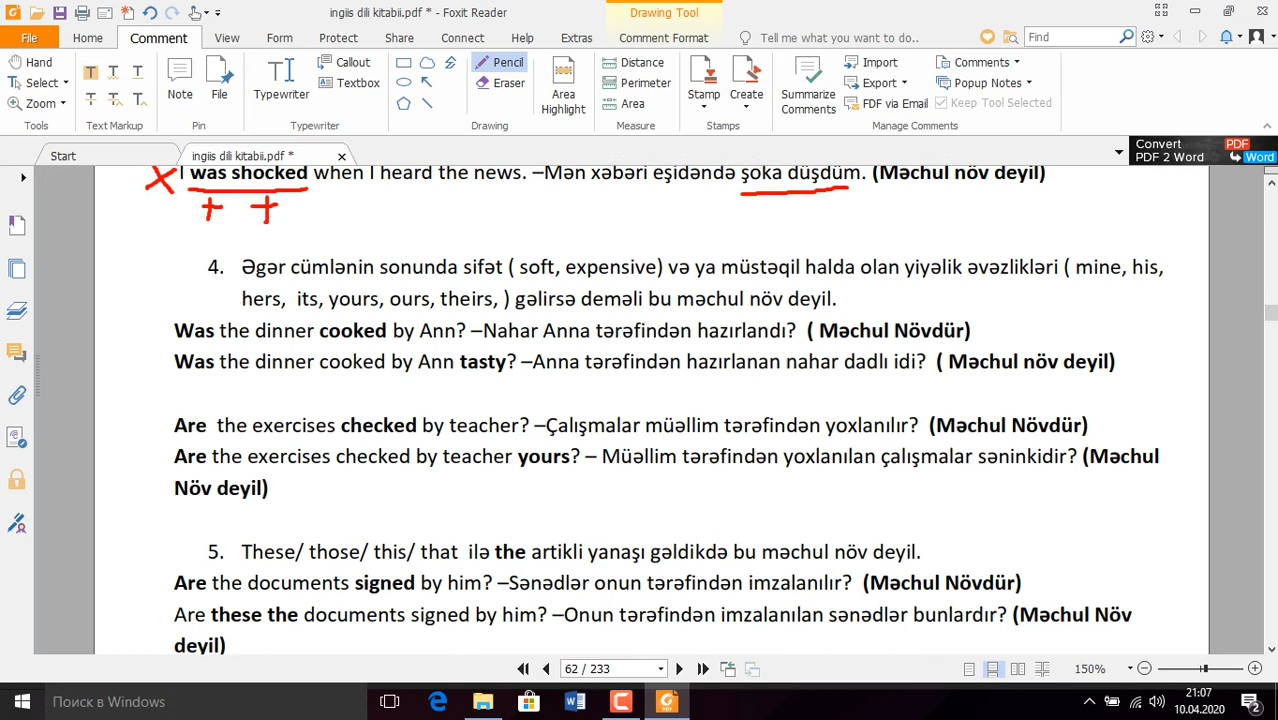 ingiis dili kitabii.pdf * - Foxit Reader
Drawing Tool
File Home Comment View Form Protect Share Connect Help Extras Comment Format Tell me what you want to do.. Find
Hand
Select
Zoom
Tools
Text Markup
Note
File
Pin
Typewriter
Callout
Textbox
Typewriter
Pencil
Eraser
Drawing
Area
Highlight
Distance
Perimeter
Area
Measure
Stamp
Create
Stamps
Summarize
Comments
Import
Export
FDF via Email
Comments
Popup Notes
Keep Tool Selected
Manage Comments
Start
ingiis dili kitabii.pdf *
Convert
PDF 2 Word
PDF
Word
I was shocked when I heard the news. –Mən xəbəri eşidəndə şoka düşdüm. (Məchul növ deyil)
4. Əgər cümlənin sonunda sifət ( soft, expensive) və ya müstəqil halda olan yiyəlik əvəzlikləri ( mine, his,
hers, its, yours, ours, theirs, ) gəlirsə deməli bu məchul növ deyil.
Was the dinner cooked by Ann? –Nahar Anna tərəfindən hazırlandı? ( Məchul Növdür)
Was the dinner cooked by Ann tasty? –Anna tərəfindən hazırlanan nahar dadlı idi? ( Məchul növ deyil)
Are the exercises checked by teacher? –Çalışmalar müəllim tərəfindən yoxlanılır? (Məchul Növdür)
Are the exercises checked by teacher yours? – Müəllim tərəfindən yoxlanılan çalışmalar səninkidir? (Məchul
Növ deyil)
5. These/ those/ this/ that ilə the artikli yanaşı gəldikdə bu məchul növ deyil.
Are the documents signed by him? –Sənədlər onun tərəfindən imzalanılır? (Məchul Növdür)
Are these the documents signed by him? –Onun tərəfindən imzalanılan sənədlər bunlardır? (Məchul Növ
deyil)
62 / 233
150%
Поиск в Windows
21:07
10.04.2020
2